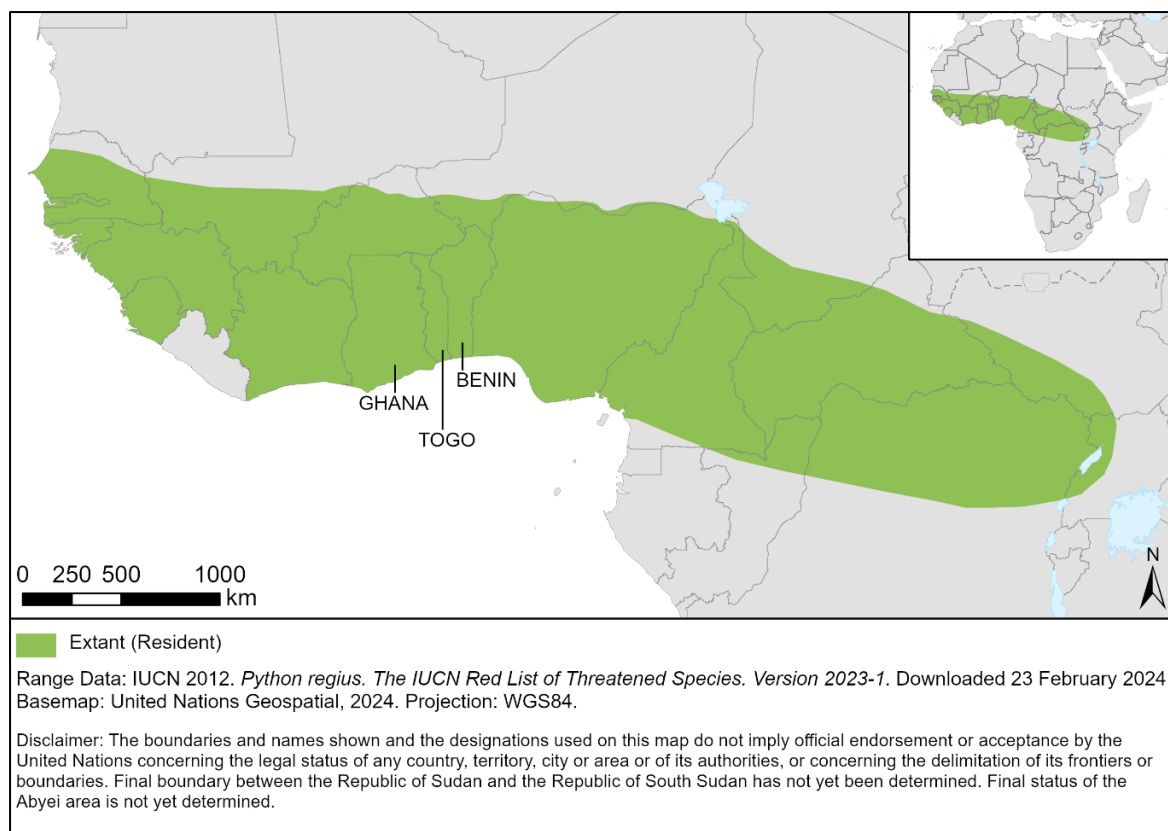 GHANA
TOGO
BENIN
0 250 500 1000
km
N
Extant (Resident)
Range Data: IUCN 2012. Python regius. The IUCN Red List of Threatened Species. Version 2023-1. Downloaded 23 February 2024
Basemap: United Nations Geospatial, 2024. Projection: WGS84.
Disclaimer: The boundaries and names shown and the designations used on this map do not imply official endorsement or acceptance by the
United Nations concerning the legal status of any country, territory, city or area or of its authorities, or concerning the delimitation of its frontiers or
boundaries. Final boundary between the Republic of Sudan and the Republic of South Sudan has not yet been determined. Final status of the
Abyei area is not yet determined.